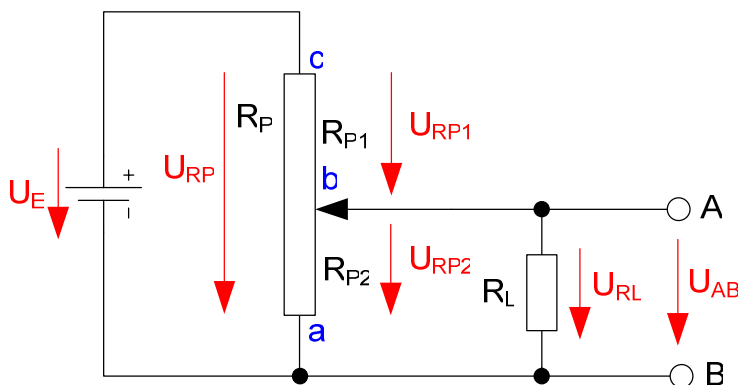 c
R_P
R_P1
U_RP1
U_RP
+
U_E
b
-
A
R_P2
U_RP2
R_L
U_RL
U_AB
a
B